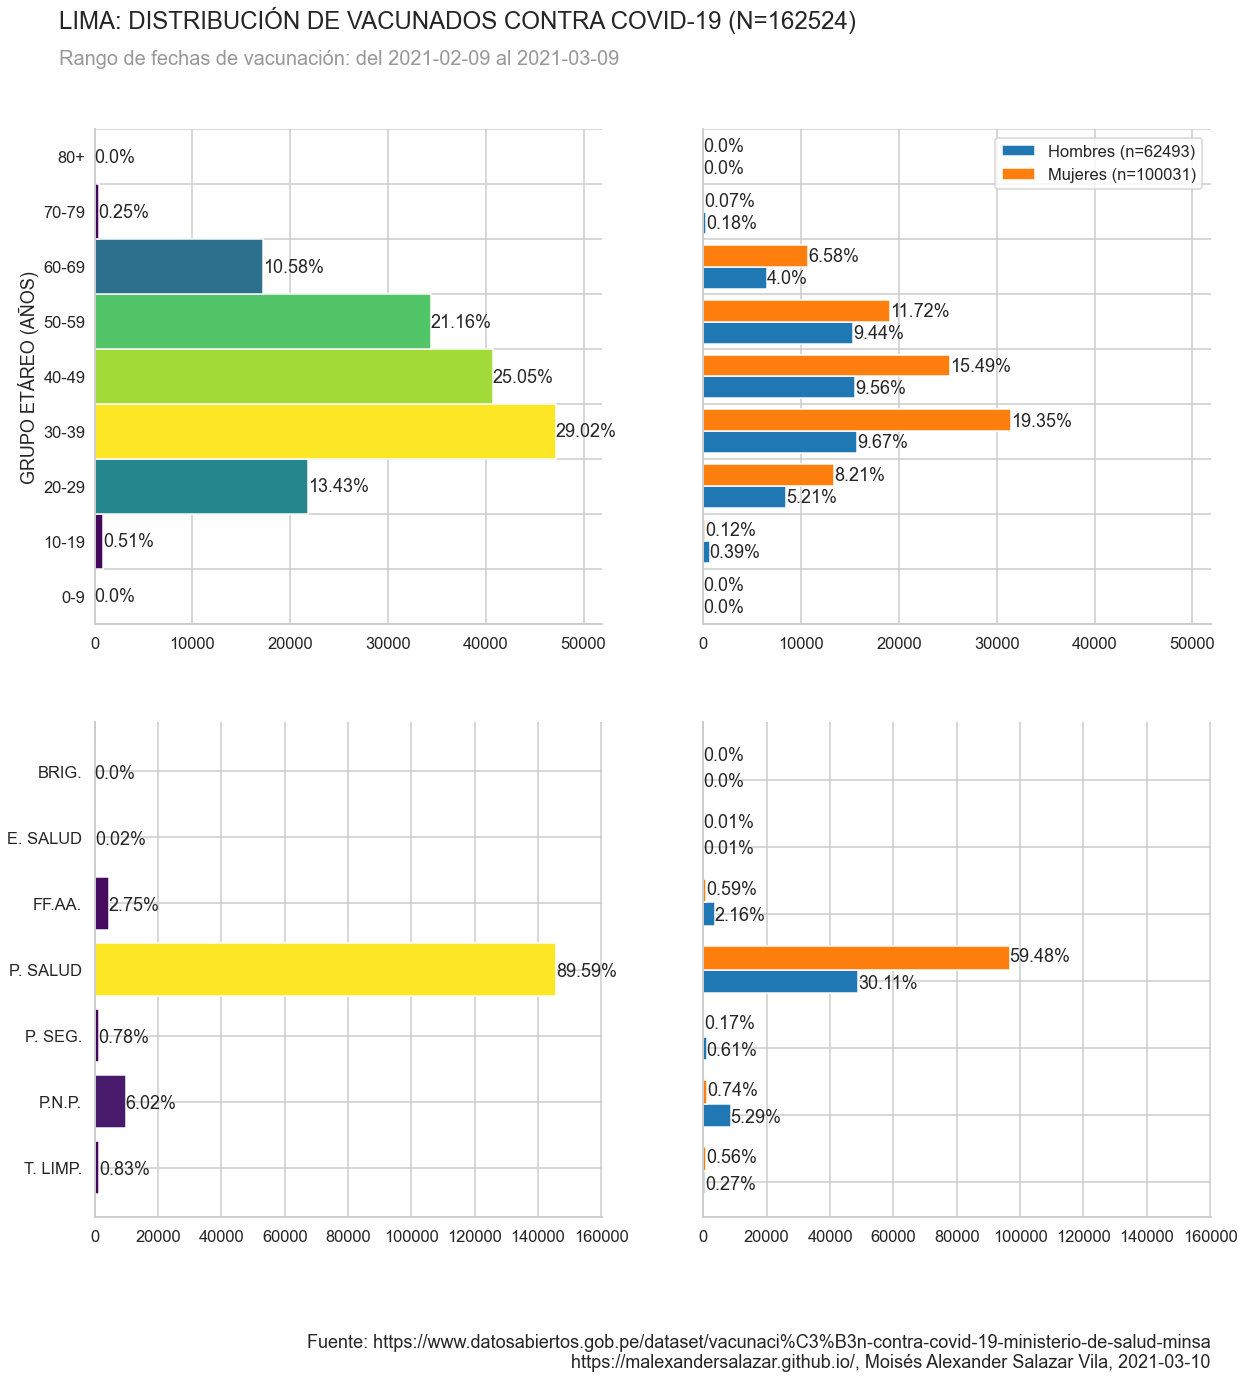 LIMA: DISTRIBUCIÓN DE VACUNADOS CONTRA COVID-19 (N=162524)
Rango de fechas de vacunación: del 2021-02-09 al 2021-03-09
GRUPO ETÁREO (AÑOS)
80+ 0.0%
70-79 0.25%
60-69 10.58%
50-59 21.16%
40-49 25.05%
30-39 29.02%
20-29 13.43%
10-19 0.51%
0-9 0.0%
0 10000 20000 30000 40000 50000
Hombres (n=62493)
Mujeres (n=100031)
0.0%
0.0%
0.07%
0.18%
6.58%
4.0%
11.72%
9.44%
15.49%
9.56%
19.35%
9.67%
8.21%
5.21%
0.12%
0.39%
0.0%
0.0%
0 10000 20000 30000 40000 50000
BRIG. 0.0%
E. SALUD 0.02%
FF.AA. 2.75%
P. SALUD 89.59%
P. SEG. 0.78%
P.N.P. 6.02%
T. LIMP. 0.83%
0 20000 40000 60000 80000 100000 120000 140000 160000
0.0%
0.0%
0.01%
0.01%
0.59%
2.16%
59.48%
30.11%
0.17%
0.61%
0.74%
5.29%
0.56%
0.27%
0 20000 40000 60000 80000 100000 120000 140000 160000
Fuente: https://www.datosabiertos.gob.pe/dataset/vacunaci%C3%B3n-contra-covid-19-ministerio-de-salud-minsa
https://malexandersalazar.github.io/, Moisés Alexander Salazar Vila, 2021-03-10